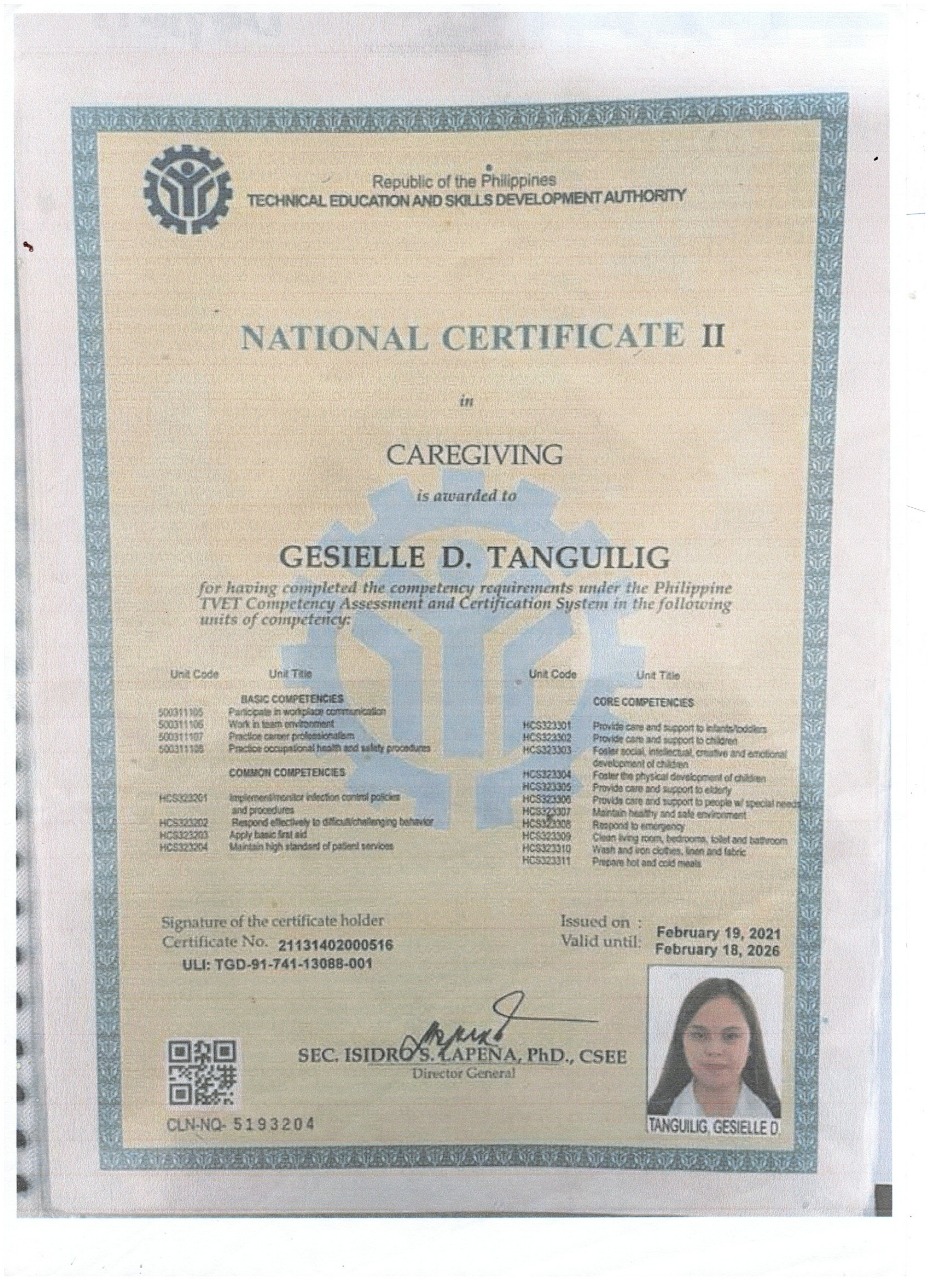 Republic of the Philippines
TECHNICAL EDUCATION AND SKILLS DEVELOPMENT AUTHORITY
NATIONAL CERTIFICATE II
in
CAREGIVING
is awarded to
GESIELLE D. TANGUILIG
for having completed the competency requirements under the Philippine
TVET Competency Assessment and Certification System in the following
units of competency:
Unit Code Unit Title
BASIC COMPETENCIES
500311105 Participate in workplace communication
500311106 Work in team environment
500311107 Practice career professionalism
500311108 Practice occupational health and safety procedures
COMMON COMPETENCIES
HCS323201 Implement/monitor infection control policies
and procedures
HCS323202 Respond effectively to difficult/challenging behavior
HCS323203 Apply basic first aid
HCS323204 Maintain high standard of patient services
Unit Code Unit Title
CORE COMPETENCIES
HCS323301 Provide care and support to infants/toddlers
HCS323302 Provide care and support to children
HCS323303 Foster social, intellectual, creative and emotional
development of children
HCS323304 Foster the physical development of children
HCS323305 Provide care and support to elderly
HCS323306 Provide care and support to people w/ special needs
HCS323307 Maintain healthy and safe environment
HCS323308 Respond to emergency
HCS323309 Clean living room, bedrooms, toilet and bathroom
HCS323310 Wash and iron clothes, linen and fabric
HCS323311 Prepare hot and cold meals
Signature of the certificate holder
Certificate No. 21131402000516
ULI: TGD-91-741-13088-001
Issued on : February 19, 2021
Valid until: February 18, 2026
SEC. ISIDRO S. LAPEÑA, PhD., CSEE
Director General
CLN-NQ- 5193204
TANGUILIG, GESIELLE D.